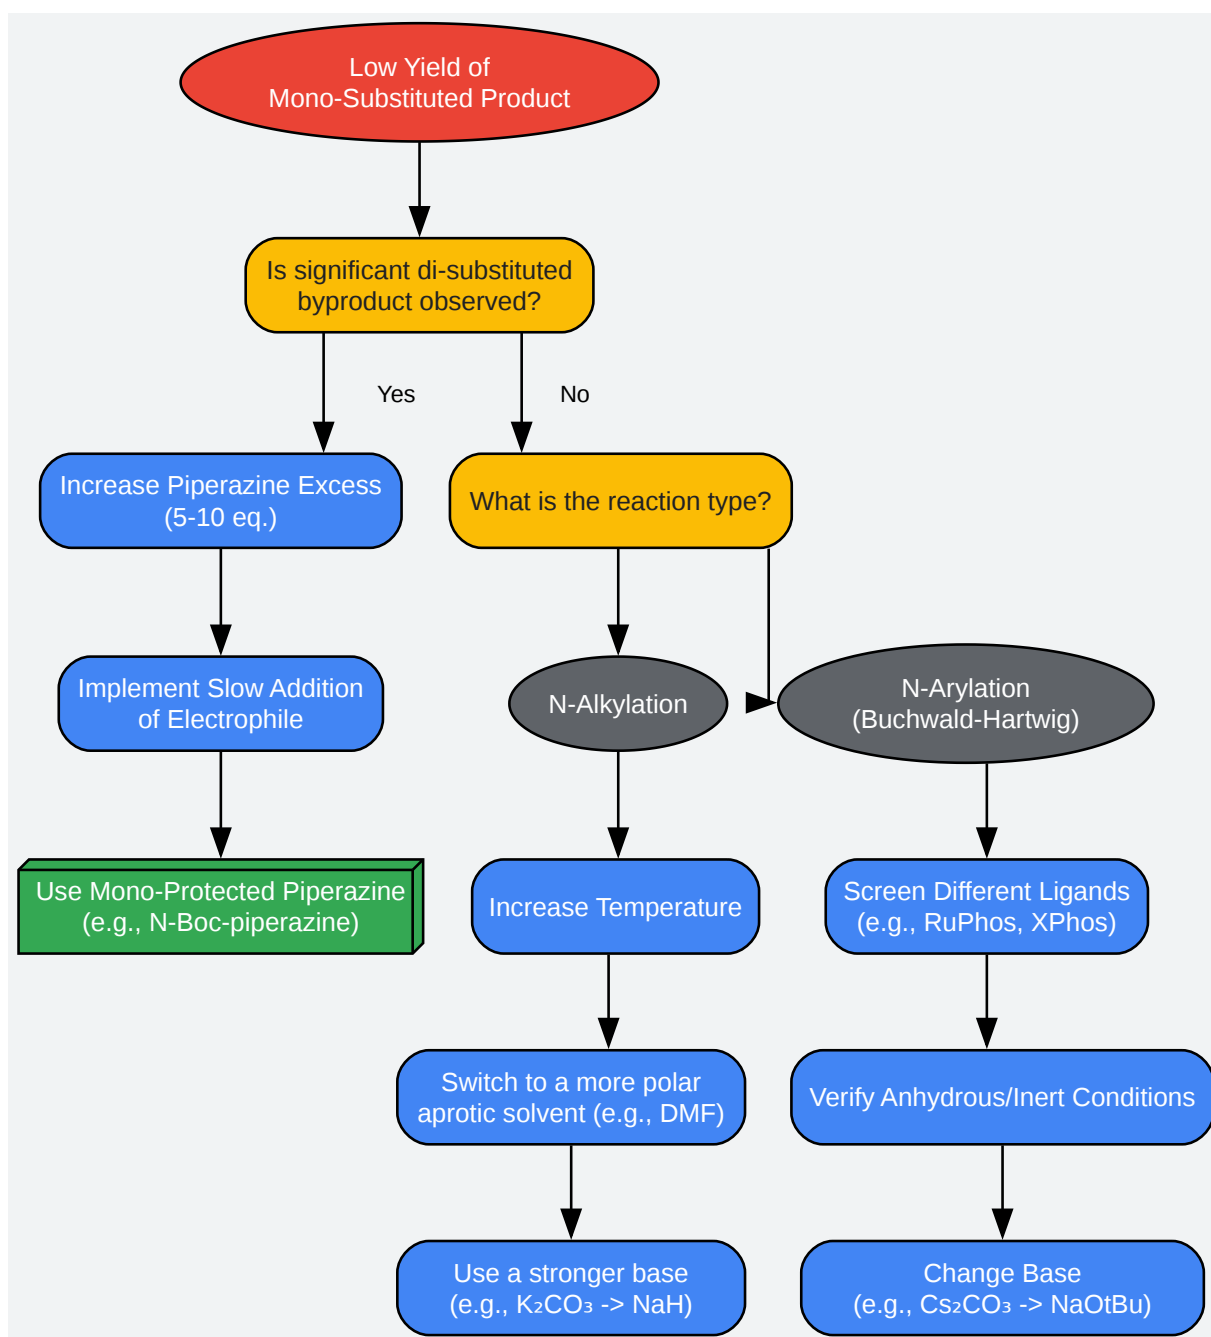 Low Yield of
Mono-Substituted Product
Is significant di-substituted
byproduct observed?
Yes
No
Increase Piperazine Excess
(5-10 eq.)
What is the reaction type?
Implement Slow Addition
of Electrophile
N-Alkylation
N-Arylation
(Buchwald-Hartwig)
Use Mono-Protected Piperazine
(e.g., N-Boc-piperazine)
Increase Temperature
Screen Different Ligands
(e.g., RuPhos, XPhos)
Switch to a more polar
aprotic solvent (e.g., DMF)
Verify Anhydrous/Inert Conditions
Use a stronger base
(e.g., K₂CO₃ -> NaH)
Change Base
(e.g., Cs₂CO₃ -> NaOtBu)